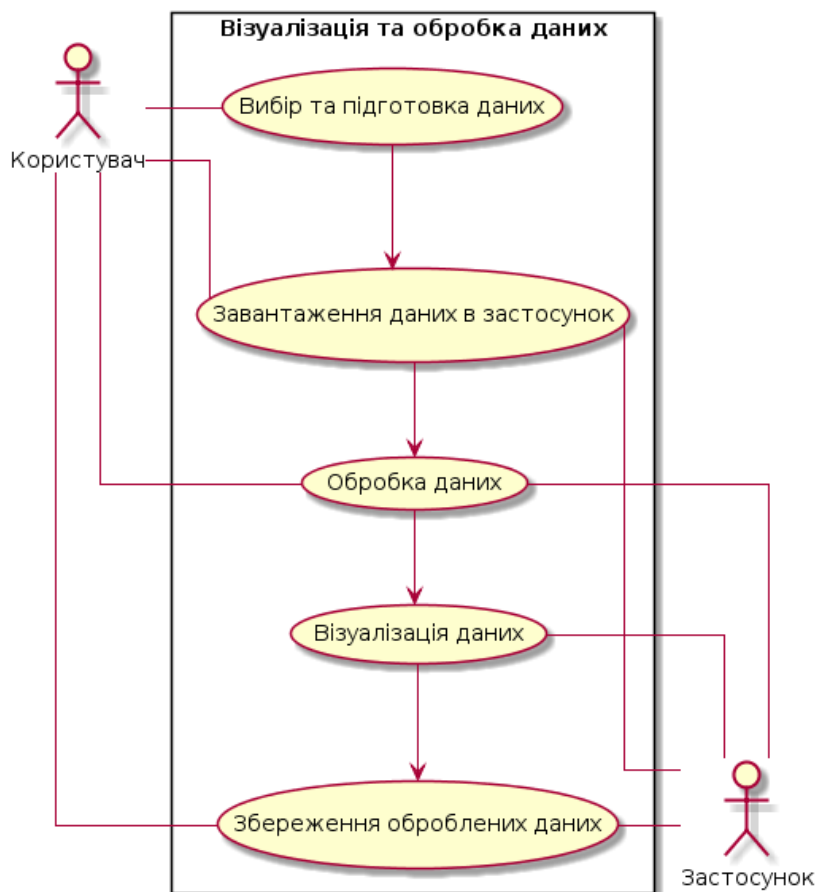 Візуалізація та обробка даних
Вибір та підготовка даних
Користувач
Завантаження даних в застосунок
Обробка даних
Візуалізація даних
Збереження оброблених даних
Застосунок